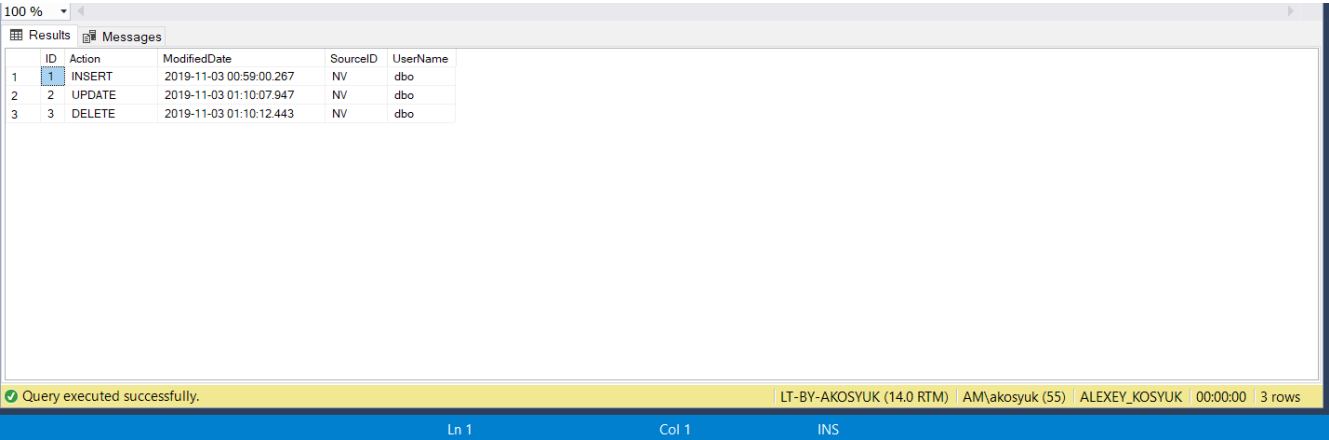 100 %
Results Messages
ID Action ModifiedDate SourceID UserName
1 1 INSERT 2019-11-03 00:59:00.267 NV dbo
2 2 UPDATE 2019-11-03 01:10:07.947 NV dbo
3 3 DELETE 2019-11-03 01:10:12.443 NV dbo
Query executed successfully. LT-BY-AKOSYUK (14.0 RTM) AM\akosyuk (55) ALEXEY_KOSYUK 00:00:00 3 rows
Ln 1 Col 1 INS